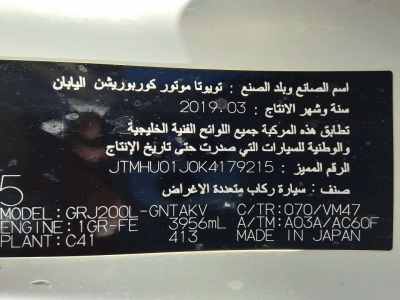 اسم الصانع وبلد الصنع : تويوتا موتور كوربوريشن اليابان
سنة وشهر الانتاج : 2019.03
تطابق هذه المركبة جميع اللوائح الفنية الخليجية
والوطنية للسيارات التي صدرت حتى تاريخ الإنتاج
الرقم المميز : JTMHU01J0K4179215
صنف : سيارة ركاب متعددة الاغراض
5
MODEL: GRJ200L-GNTAKV C/TR: 070/VM47
ENGINE: 1GR-FE 3956mL A/TM: A03A/AC60F
PLANT: C41 413 MADE IN JAPAN